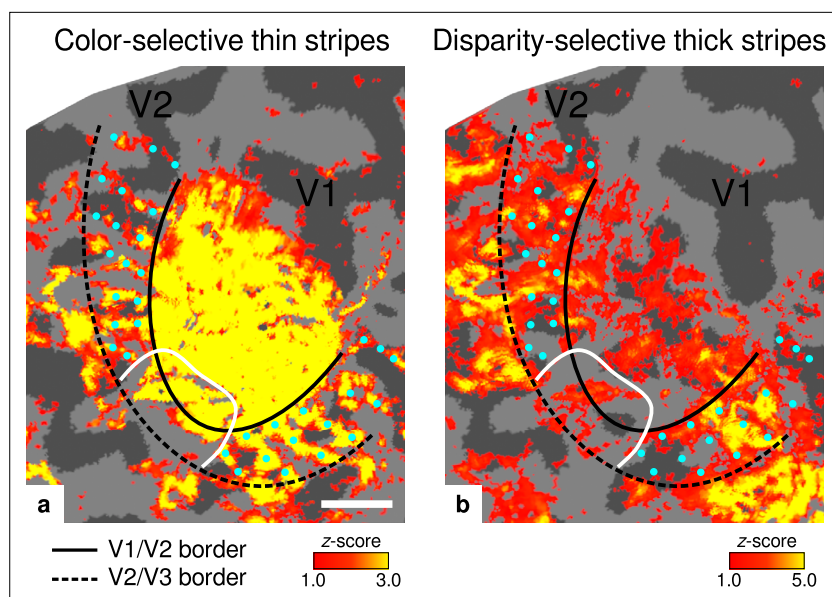 Color-selective thin stripes
Disparity-selective thick stripes
V2
V1
V2
V1
a
b
V1/V2 border
V2/V3 border
z-score
1.0 3.0
z-score
1.0 5.0